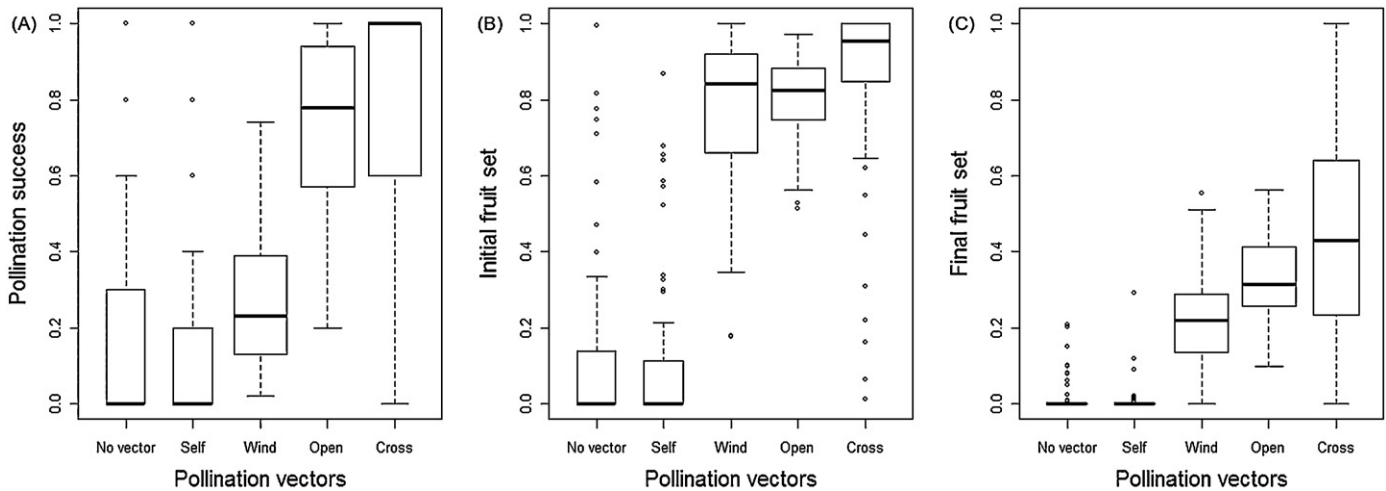 (A)
Pollination success
1.0
0.8
0.6
0.4
0.2
0.0
No vector Self Wind Open Cross
Pollination vectors
(B)
Initial fruit set
1.0
0.8
0.6
0.4
0.2
0.0
No vector Self Wind Open Cross
Pollination vectors
(C)
Final fruit set
1.0
0.8
0.6
0.4
0.2
0.0
No vector Self Wind Open Cross
Pollination vectors